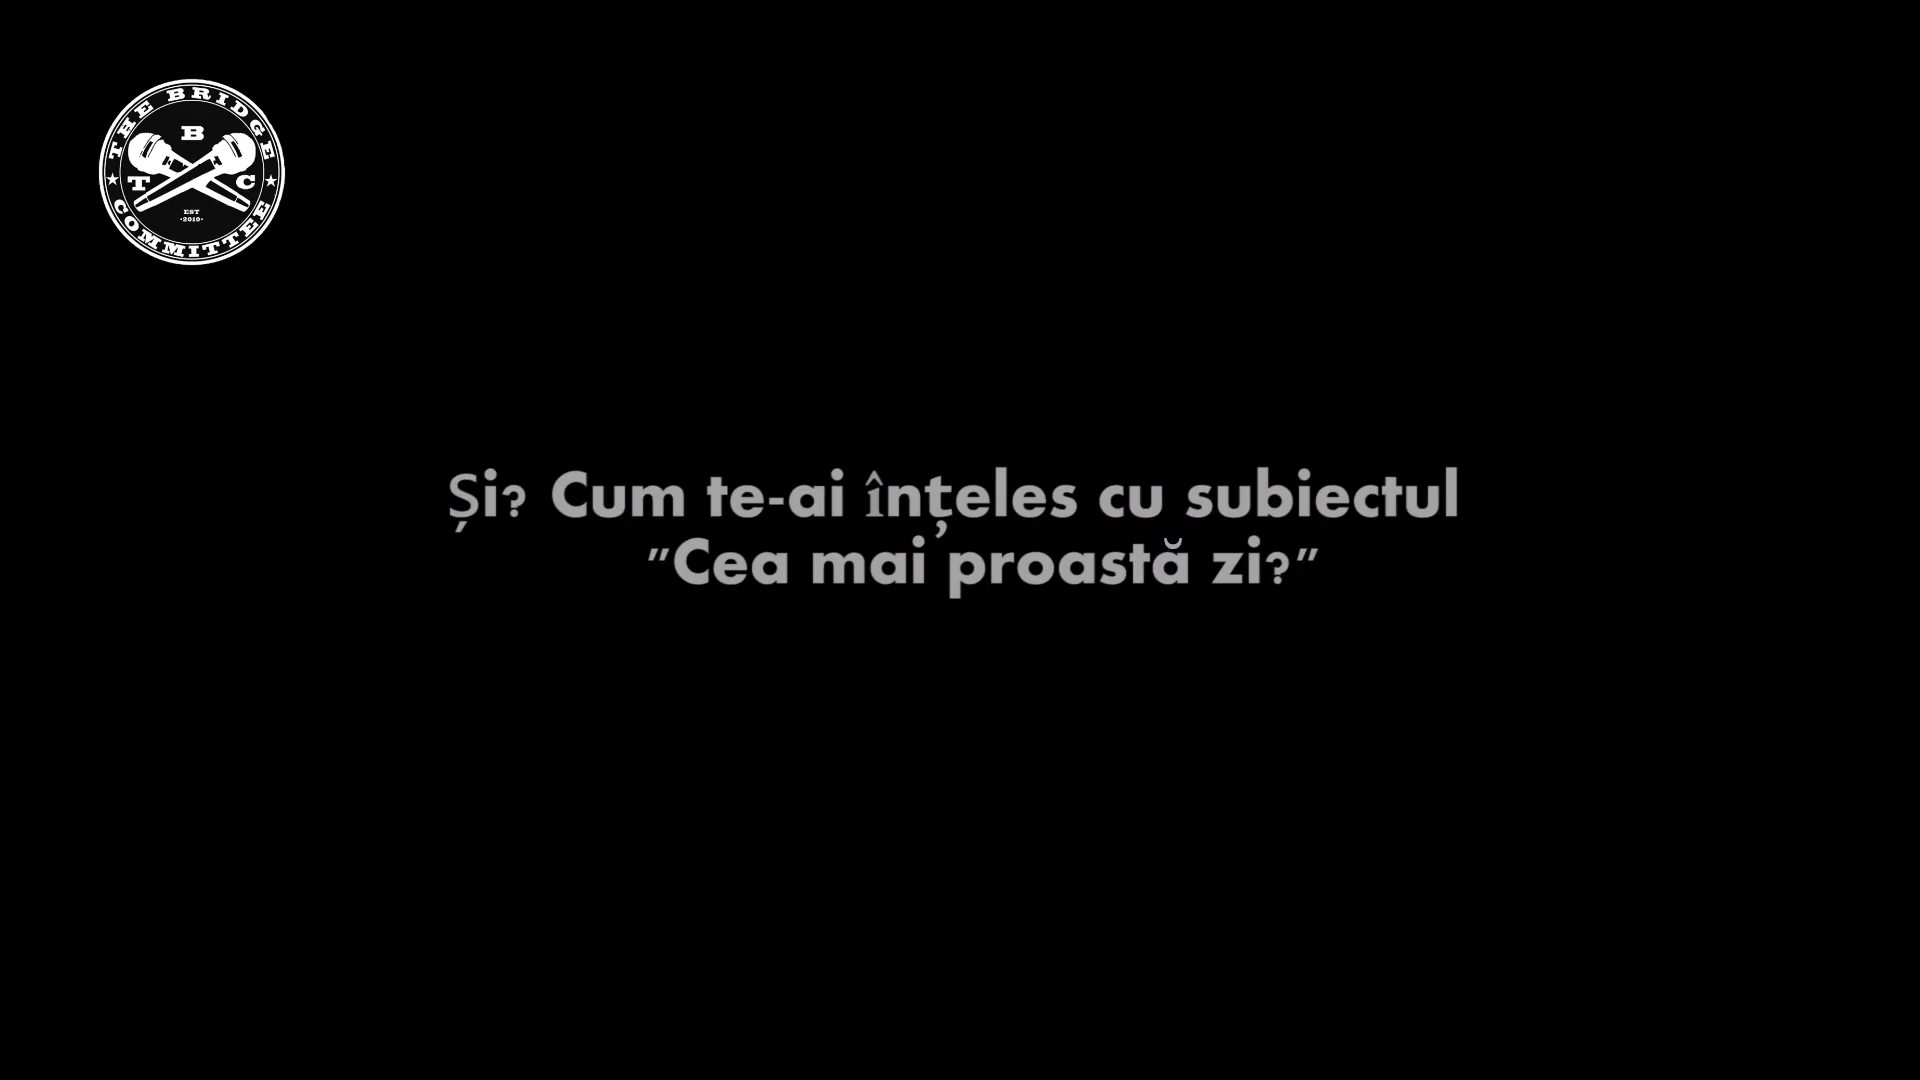 THE BRIDGE
B
T C
EST
·2010·
COMMITTEE
Și? Cum te-ai înțeles cu subiectul
"Cea mai proastă zi?"